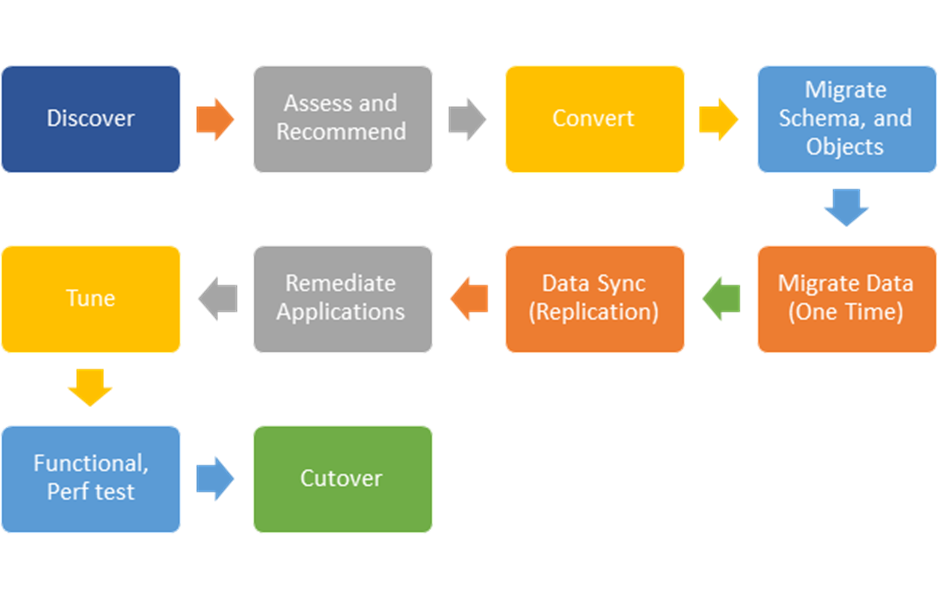 Discover
Assess and
Recommend
Convert
Migrate
Schema, and
Objects
Migrate Data
(One Time)
Data Sync
(Replication)
Remediate
Applications
Tune
Functional,
Perf test
Cutover